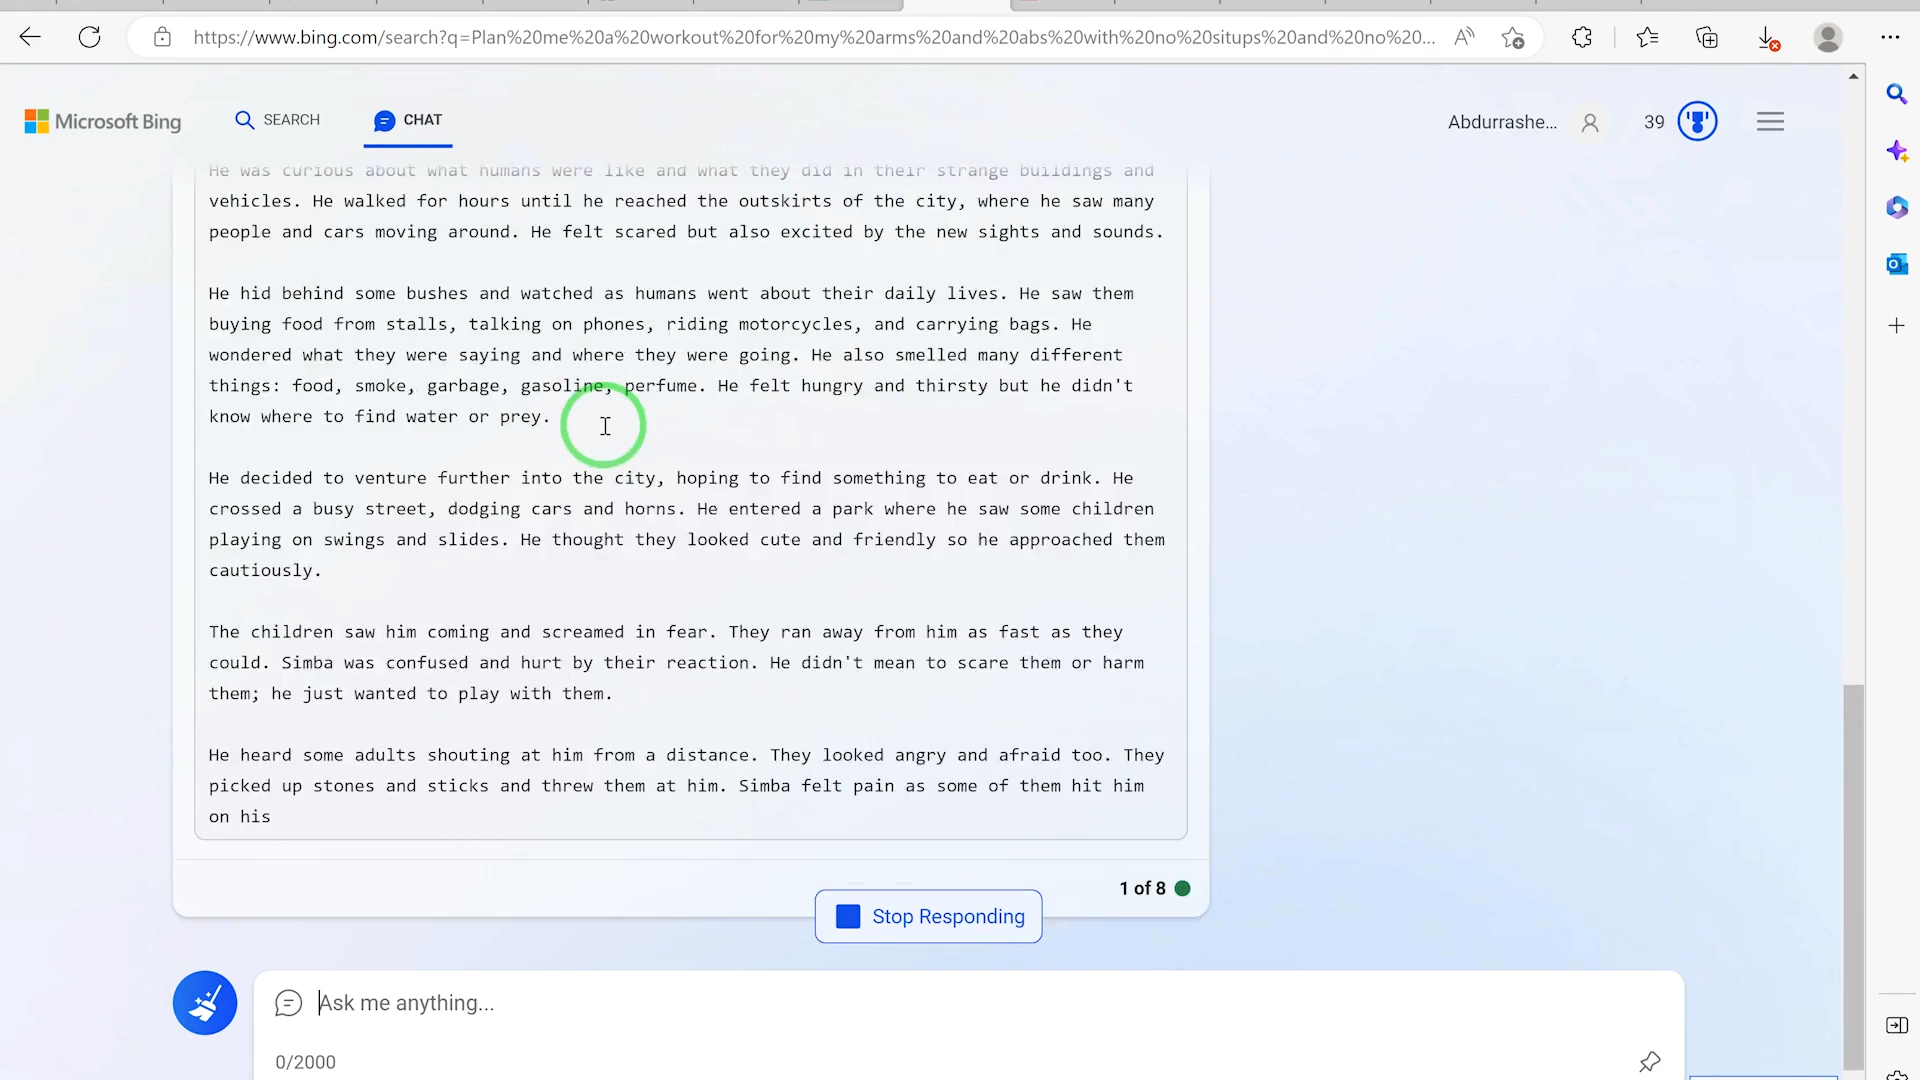 https://www.bing.com/search?q=Plan%20me%20a%20workout%20for%20my%20arms%20and%20abs%20with%20no%20situps%20and%20no%20...
Microsoft Bing
SEARCH
CHAT
Abdurrashe...
39
He was curious about what humans were like and what they did in their strange buildings and
vehicles. He walked for hours until he reached the outskirts of the city, where he saw many
people and cars moving around. He felt scared but also excited by the new sights and sounds.
He hid behind some bushes and watched as humans went about their daily lives. He saw them
buying food from stalls, talking on phones, riding motorcycles, and carrying bags. He
wondered what they were saying and where they were going. He also smelled many different
things: food, smoke, garbage, gasoline, perfume. He felt hungry and thirsty but he didn't
know where to find water or prey.
He decided to venture further into the city, hoping to find something to eat or drink. He
crossed a busy street, dodging cars and horns. He entered a park where he saw some children
playing on swings and slides. He thought they looked cute and friendly so he approached them
cautiously.
The children saw him coming and screamed in fear. They ran away from him as fast as they
could. Simba was confused and hurt by their reaction. He didn't mean to scare them or harm
them; he just wanted to play with them.
He heard some adults shouting at him from a distance. They looked angry and afraid too. They
picked up stones and sticks and threw them at him. Simba felt pain as some of them hit him
on his
1 of 8
Stop Responding
Ask me anything...
0/2000